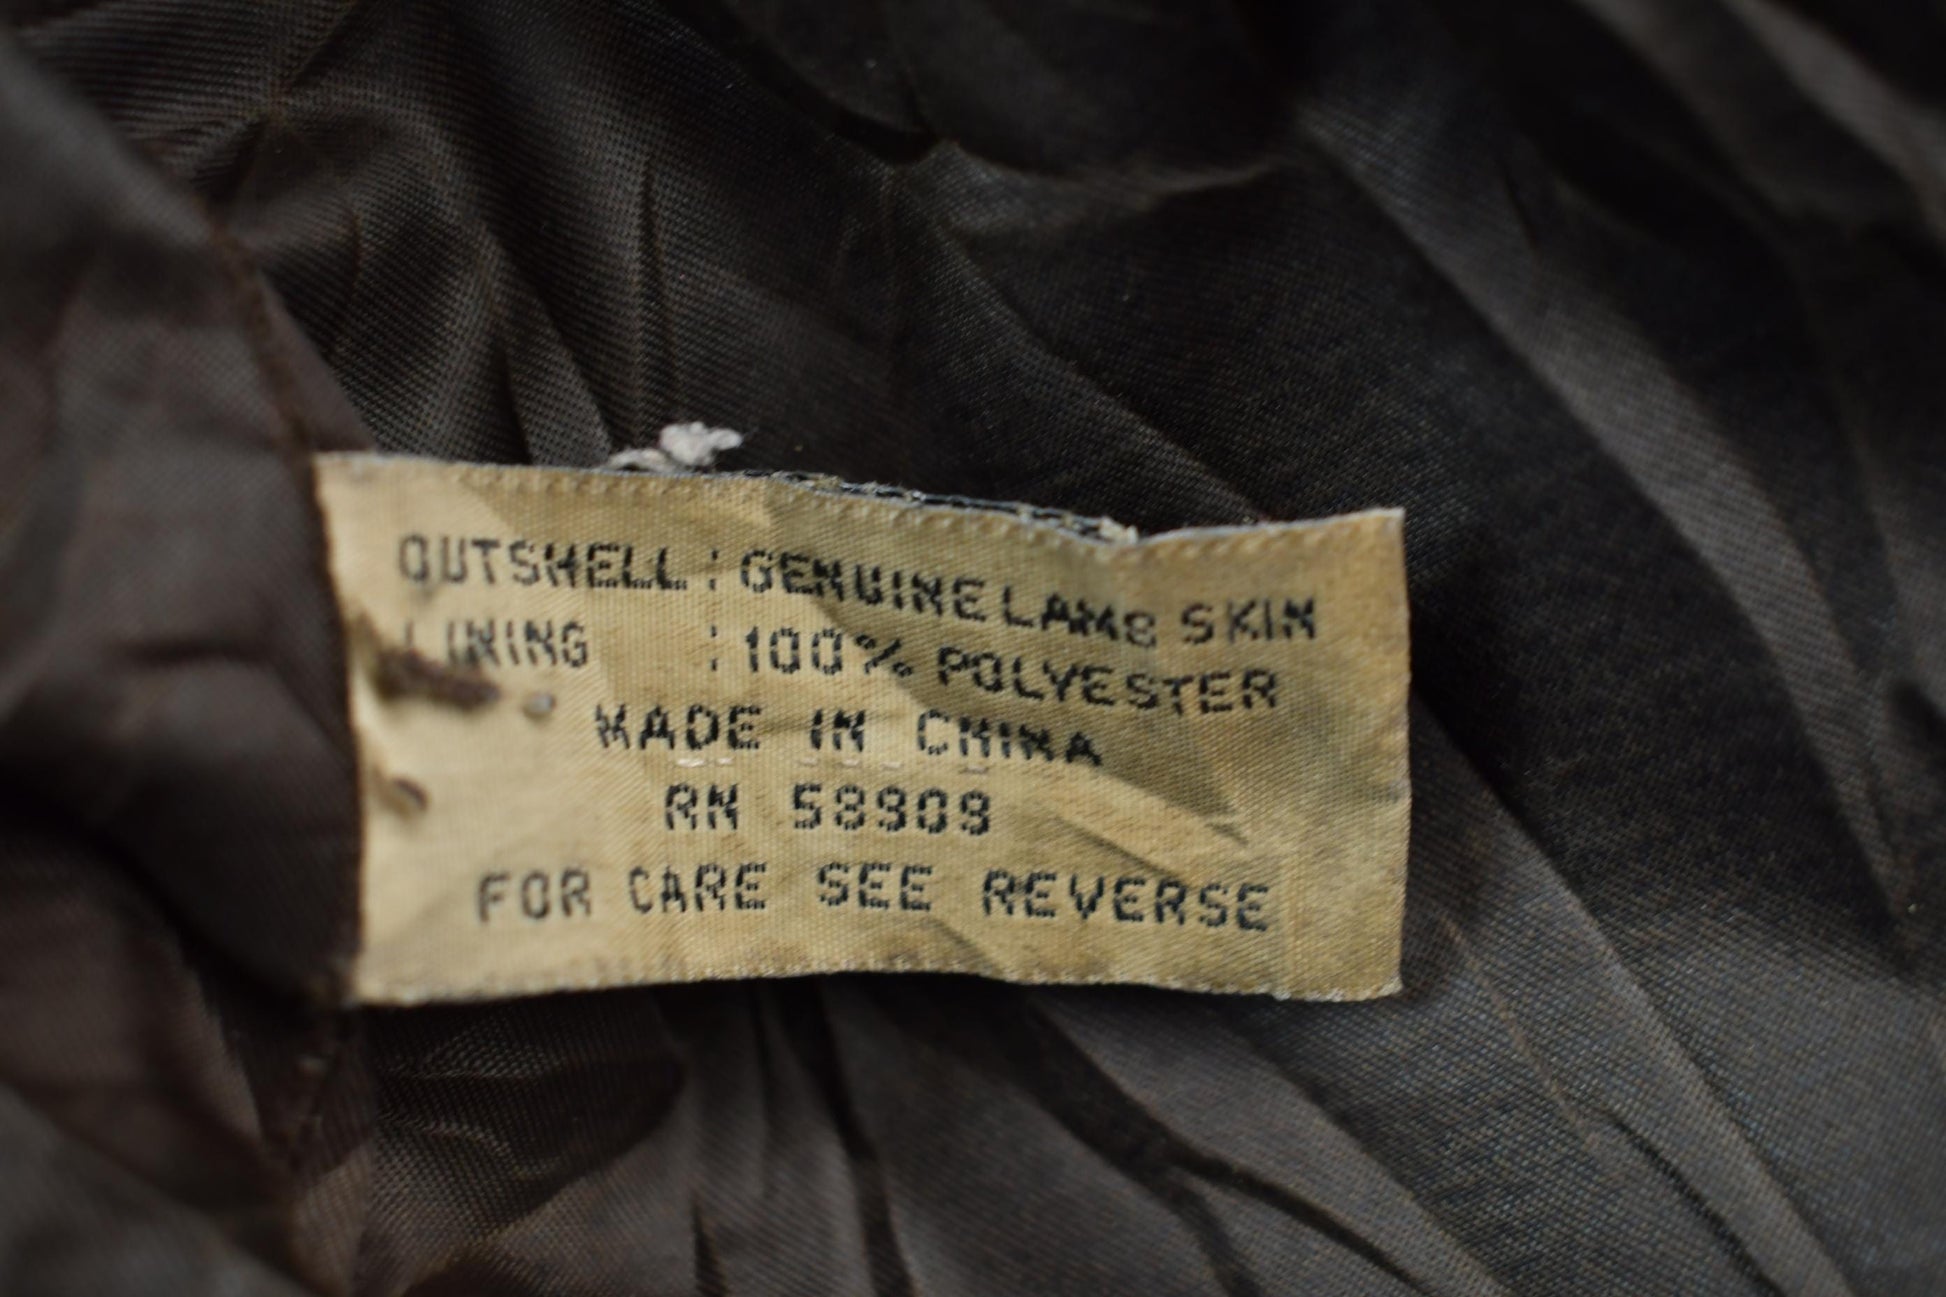 OUTSHELL : GENUINE LAMB SKIN
LINING : 100% POLYESTER
MADE IN CHINA
RN 58909
FOR CARE SEE REVERSE